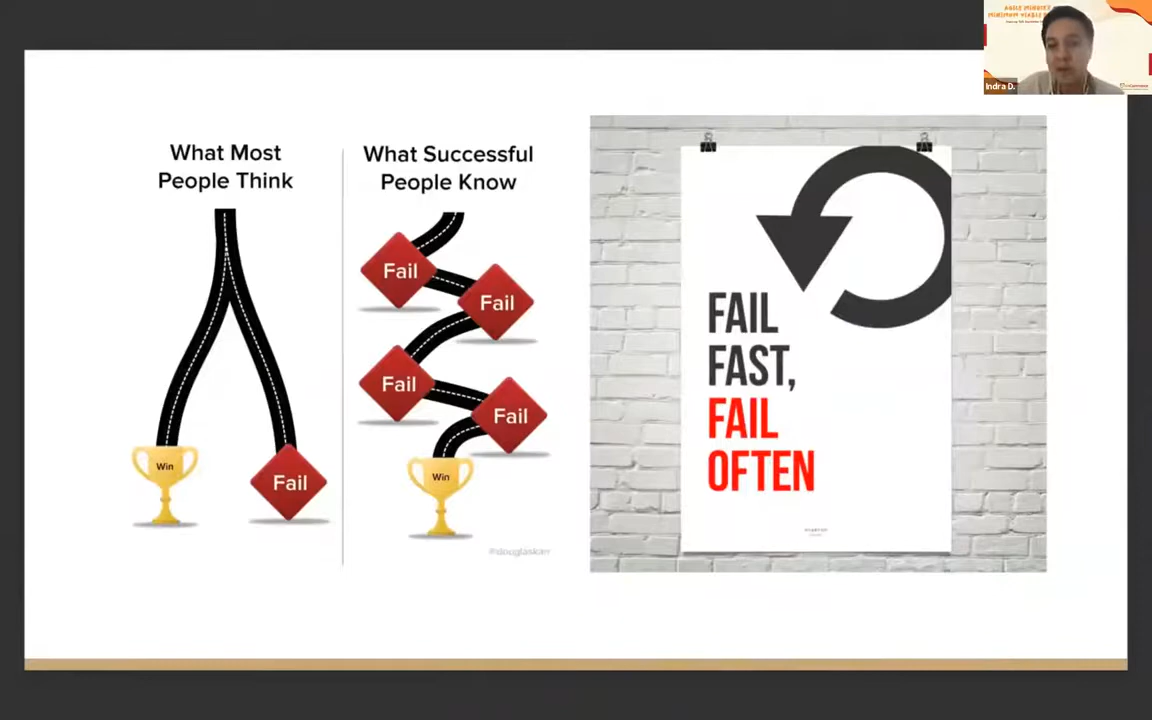 What Most
People Think
Win
Fail
What Successful
People Know
Fail
Fail
Fail
Fail
Win
@douglaskarr
FAIL
FAST,
FAIL
OFTEN
Indra D.